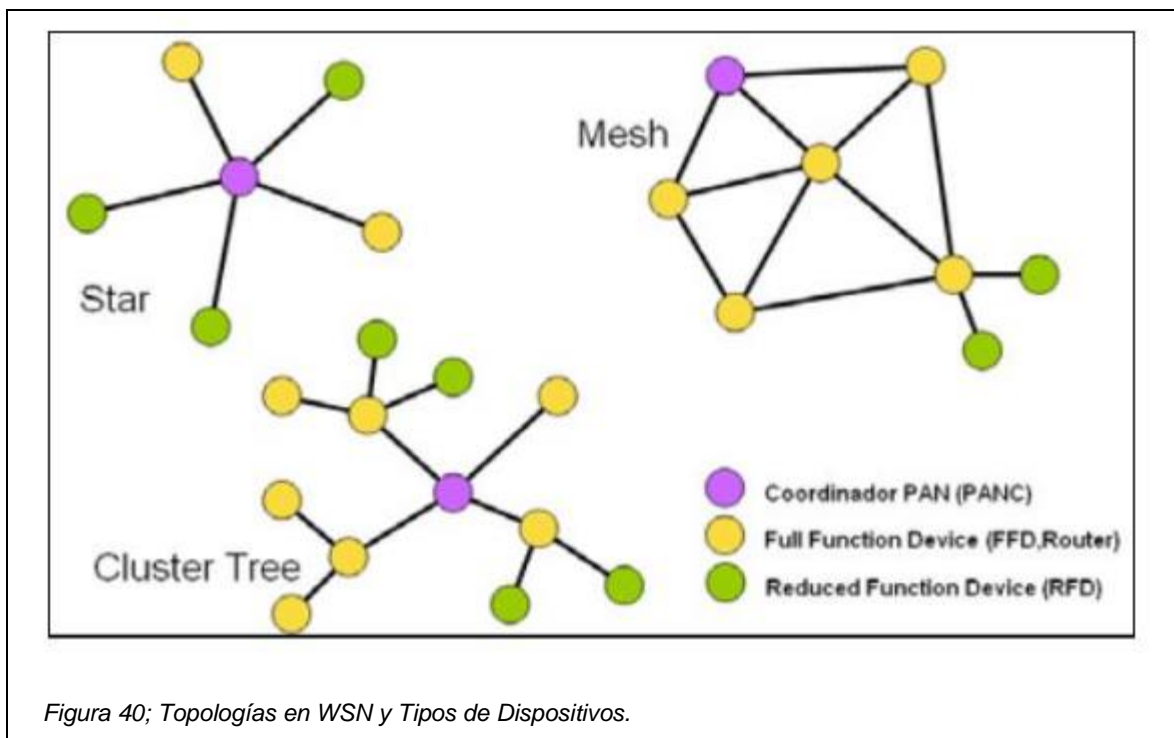 Star
Mesh
Cluster Tree
Coordinador PAN (PANC)
Full Function Device (FFD,Router)
Reduced Function Device (RFD)
Figura 40; Topologías en WSN y Tipos de Dispositivos.